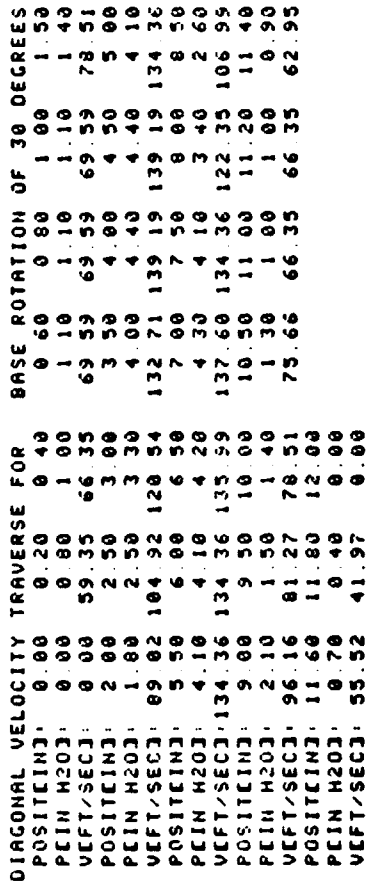 DIAGONAL VELOCITY TRAVERSE FOR BASE ROTATION OF 30 DEGREES
POSIT[IN]: 0.00 0.20 0.40 0.60 0.80 1.00 1.50
P[IN H2O]: 0.00 0.80 1.00 1.10 1.10 1.10 1.40
V[FT/SEC]: 0.00 59.35 66.35 69.59 69.59 69.59 78.51
POSIT[IN]: 2.00 2.50 3.00 3.50 4.00 4.50 5.00
P[IN H2O]: 1.80 2.50 3.30 4.00 4.40 4.40 4.10
V[FT/SEC]: 89.02 104.92 120.54 132.71 139.19 139.19 134.36
POSIT[IN]: 5.50 6.00 6.50 7.00 7.50 8.00 8.50
P[IN H2O]: 4.10 4.10 4.20 4.30 4.10 3.40 2.60
V[FT/SEC]: 134.36 134.36 135.99 137.60 134.36 122.35 106.99
POSIT[IN]: 9.00 9.50 10.00 10.50 11.00 11.20 11.40
P[IN H2O]: 2.10 1.50 1.40 1.30 1.00 1.00 0.90
V[FT/SEC]: 96.16 81.27 78.51 75.66 66.35 66.35 62.95
POSIT[IN]: 11.60 11.80 12.00
P[IN H2O]: 0.70 0.40 0.00
V[FT/SEC]: 55.52 41.97 0.00